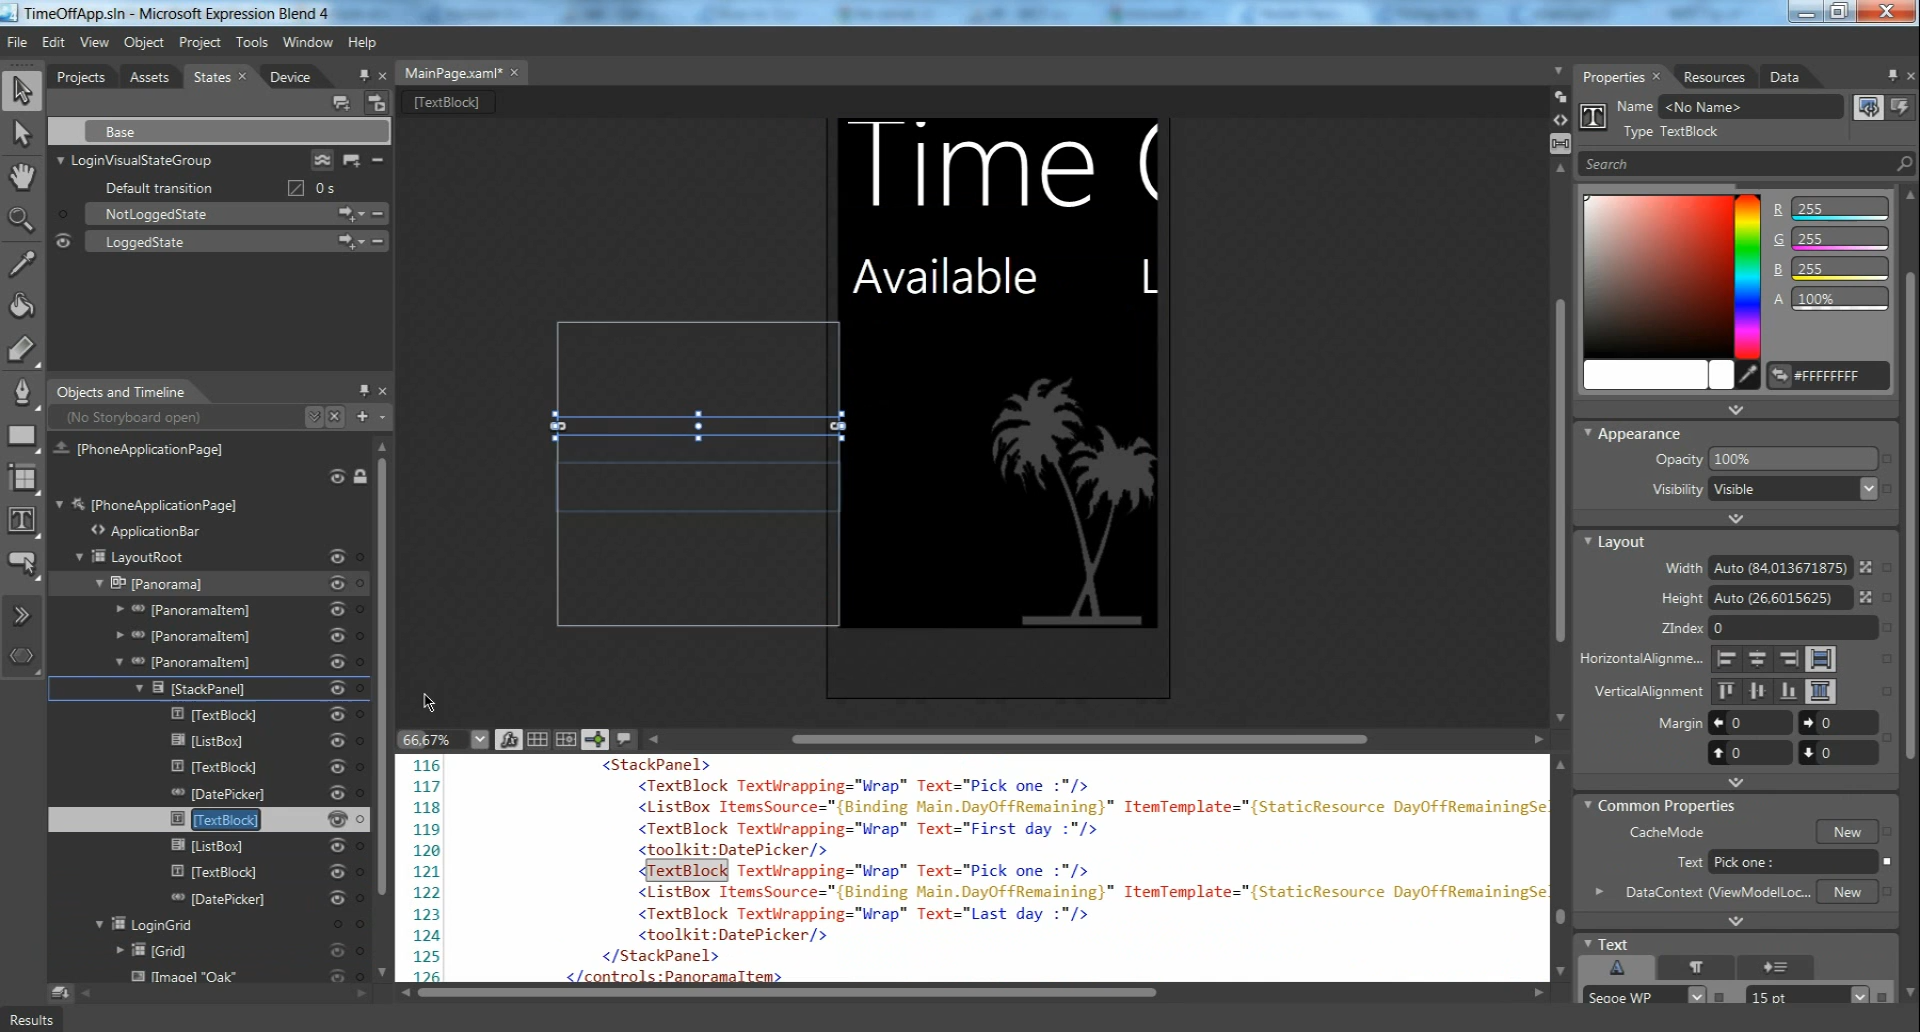 TimeOffApp.sln - Microsoft Expression Blend 4
File Edit View Object Project Tools Window Help
Projects Assets States Device
Base
LoginVisualStateGroup
Default transition 0 s
NotLoggedState
LoggedState
Objects and Timeline
(No Storyboard open)
[PhoneApplicationPage]
[PhoneApplicationPage]
ApplicationBar
LayoutRoot
[Panorama]
[PanoramaItem]
[PanoramaItem]
[PanoramaItem]
[StackPanel]
[TextBlock]
[ListBox]
[TextBlock]
[DatePicker]
[TextBlock]
[ListBox]
[TextBlock]
[DatePicker]
LoginGrid
[Grid]
[Image] "Oak"
Results
MainPage.xaml*
[TextBlock]
Time
Available L
66,67%
116 <StackPanel>
117 <TextBlock TextWrapping="Wrap" Text="Pick one :"/>
118 <ListBox ItemsSource="{Binding Main.DayOffRemaining}" ItemTemplate="{StaticResource DayOffRemainingSel
119 <TextBlock TextWrapping="Wrap" Text="First day :"/>
120 <toolkit:DatePicker/>
121 <TextBlock TextWrapping="Wrap" Text="Pick one :"/>
122 <ListBox ItemsSource="{Binding Main.DayOffRemaining}" ItemTemplate="{StaticResource DayOffRemainingSel
123 <TextBlock TextWrapping="Wrap" Text="Last day :"/>
124 <toolkit:DatePicker/>
125 </StackPanel>
126 </controls:PanoramaItem>
Properties Resources Data
Name <No Name>
Type TextBlock
Search
R 255
G 255
B 255
A 100%
#FFFFFFFF
Appearance
Opacity 100%
Visibility Visible
Layout
Width Auto (84,013671875)
Height Auto (26,6015625)
ZIndex 0
HorizontalAlignme...
VerticalAlignment
Margin 0 0
0 0
Common Properties
CacheMode New
Text Pick one :
DataContext (ViewModelLoc... New
Text
Segoe WP 15 pt